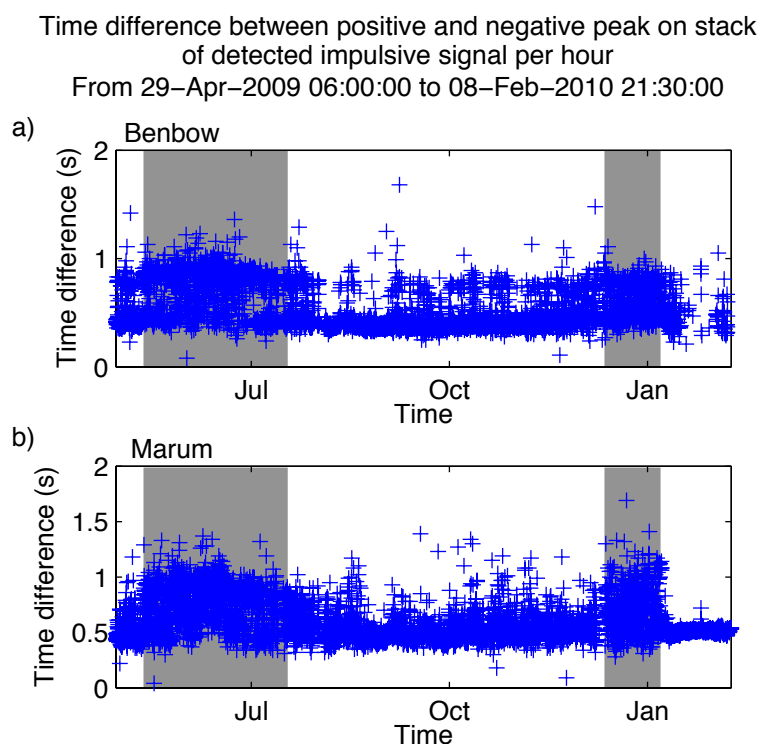 Time difference between positive and negative peak on stack
of detected impulsive signal per hour
From 29−Apr−2009 06:00:00 to 08−Feb−2010 21:30:00
a)
Benbow
2
1
0
Time difference (s)
Jul
Oct
Jan
Time
b)
Marum
2
1.5
1
0.5
0
Time difference (s)
Jul
Oct
Jan
Time